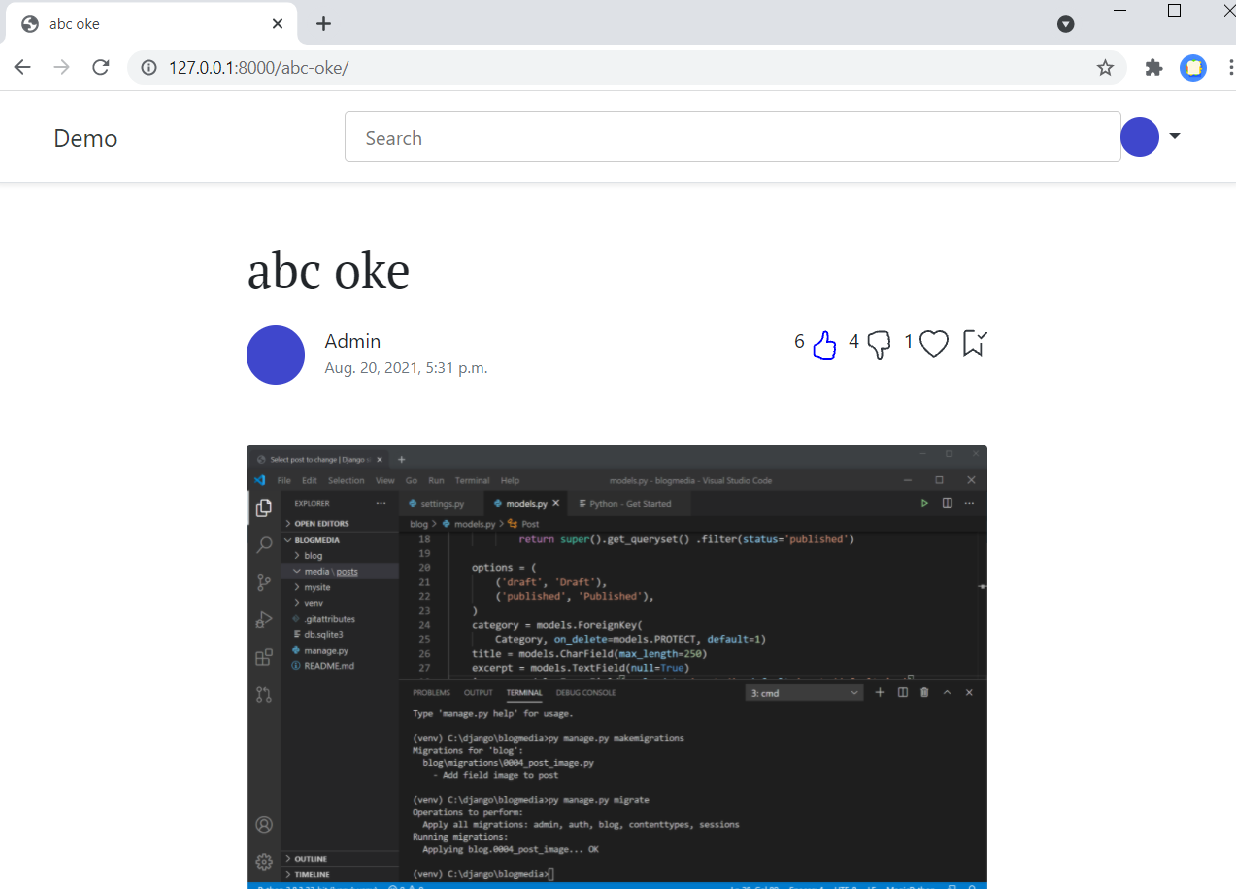 abc oke
127.0.0.1:8000/abc-oke/
Demo
Search
abc oke
Admin
6
4
1
Aug. 20, 2021, 5:31 p.m.
Select post to change | Django
File Edit Selection View Go Run Terminal Help
models.py - blogmedia - Visual Studio Code
EXPLORER
OPEN EDITORS
BLOGMEDIA
blog
media \ posts
mysite
venv
.gitattributes
db.sqlite3
manage.py
README.md
OUTLINE
TIMELINE
settings.py
models.py
Python - Get Started
blog > models.py > Post
18 return super().get_queryset() .filter(status='published')
19
20 options = (
21 ('draft', 'Draft'),
22 ('published', 'Published'),
23 )
24 category = models.ForeignKey(
25 Category, on_delete=models.PROTECT, default=1)
26 title = models.CharField(max_length=250)
27 excerpt = models.TextField(null=True)
PROBLEMS OUTPUT TERMINAL DEBUG CONSOLE
3: cmd
Type 'manage.py help' for usage.
(venv) C:\django\blogmedia>py manage.py makemigrations
Migrations for 'blog':
blog\migrations\0004_post_image.py
- Add field image to post
(venv) C:\django\blogmedia>py manage.py migrate
Operations to perform:
Apply all migrations: admin, auth, blog, contenttypes, sessions
Running migrations:
Applying blog.0004_post_image... OK
(venv) C:\django\blogmedia>